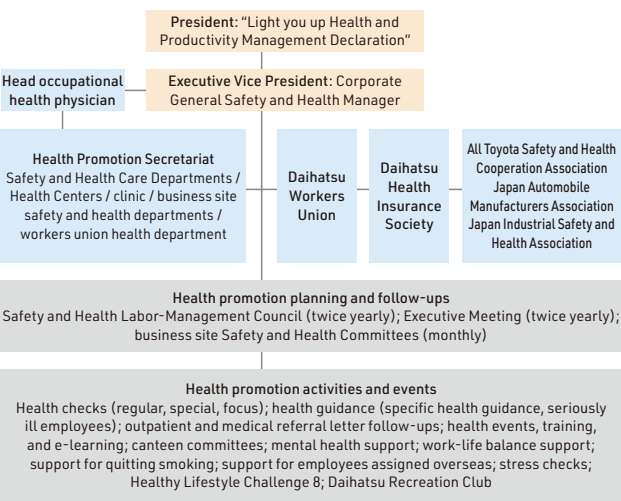 President: “Light you up Health and
Productivity Management Declaration“
Head occupational
health physician
Executive Vice President: Corporate
General Safety and Health Manager
Health Promotion Secretariat
Safety and Health Care Departments /
Health Centers / clinic / business site
safety and health departments /
workers union health department
Daihatsu
Workers
Union
Daihatsu
Health
Insurance
Society
All Toyota Safety and Health
Cooperation Association
Japan Automobile
Manufacturers Association
Japan Industrial Safety and
Health Association
Health promotion planning and follow-ups
Safety and Health Labor-Management Council (twice yearly); Executive Meeting (twice yearly);
business site Safety and Health Committees (monthly)
Health promotion activities and events
Health checks (regular, special, focus); health guidance (specific health guidance, seriously
ill employees); outpatient and medical referral letter follow-ups; health events, training,
and e-learning; canteen committees; mental health support; work-life balance support;
support for quitting smoking; support for employees assigned overseas; stress checks;
Healthy Lifestyle Challenge 8; Daihatsu Recreation Club